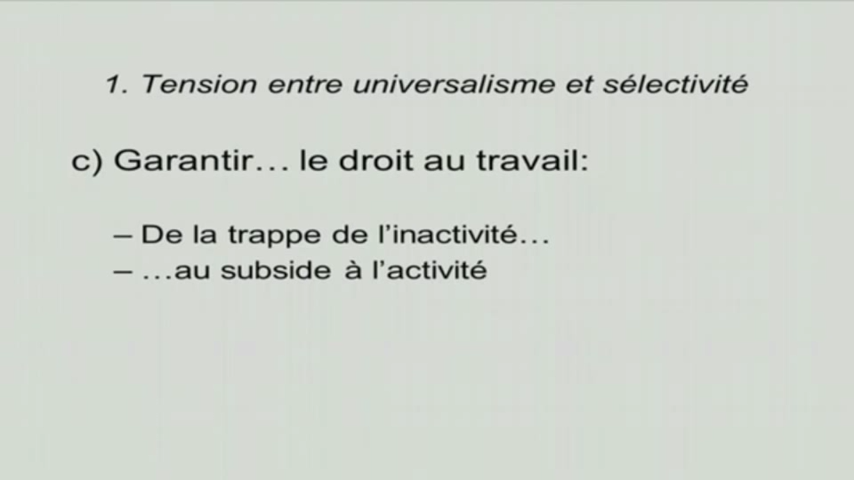 1. Tension entre universalisme et sélectivité
c) Garantir… le droit au travail:
– De la trappe de l’inactivité…
– …au subside à l’activité